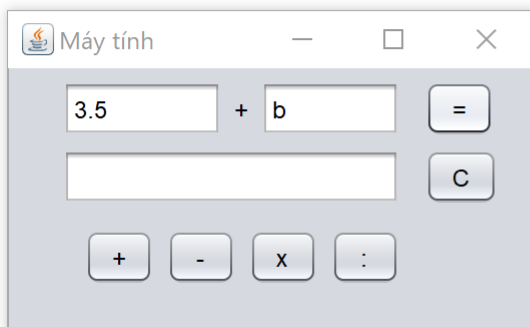 Máy tính
3.5 + b =
C
+ - x :